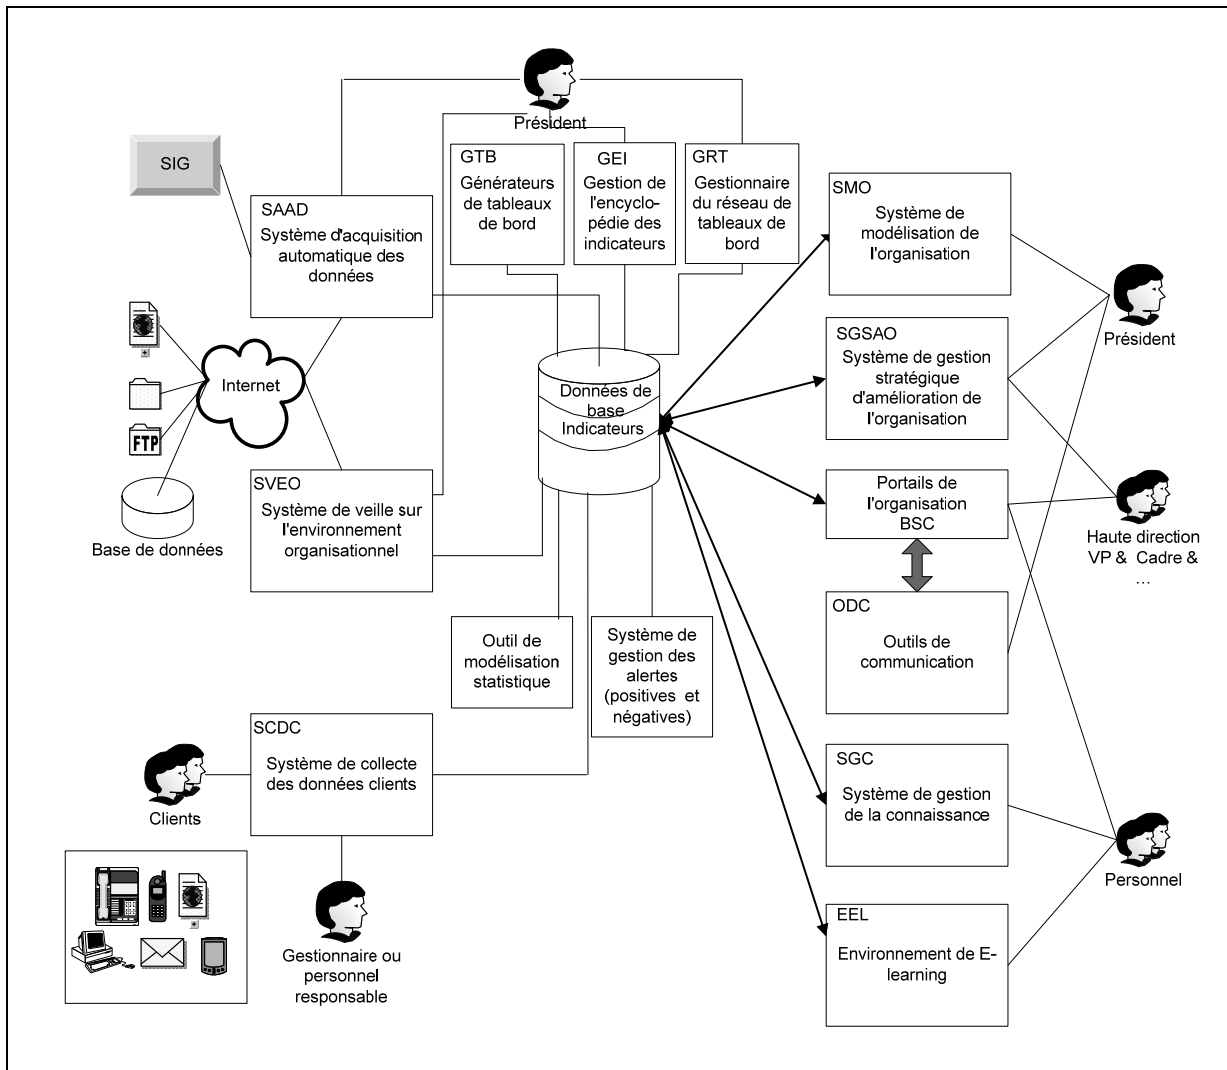 Président
SIG
SAAD
Système d'acquisition
automatique des
données
GTB
Générateurs
de tableaux
de bord
GEI
Gestion de
l'encyclo-
pédie des
indicateurs
GRT
Gestionnaire
du réseau de
tableaux de
bord
SMO
Système de
modélisation de
l'organisation
Président
SGSAO
Système de gestion
stratégique
d'amélioration de
l'organisation
Internet
FTP
Base de données
Données de
base
Indicateurs
SVEO
Système de veille sur
l'environnement
organisationnel
Portails de
l'organisation
BSC
Haute direction
VP & Cadre &
...
ODC
Outils de
communication
Outil de
modélisation
statistique
Système de
gestion des
alertes
(positives et
négatives)
SCDC
Système de collecte
des données clients
Clients
Gestionnaire ou
personnel
responsable
SGC
Système de gestion
de la connaissance
Personnel
EEL
Environnement de E-
learning